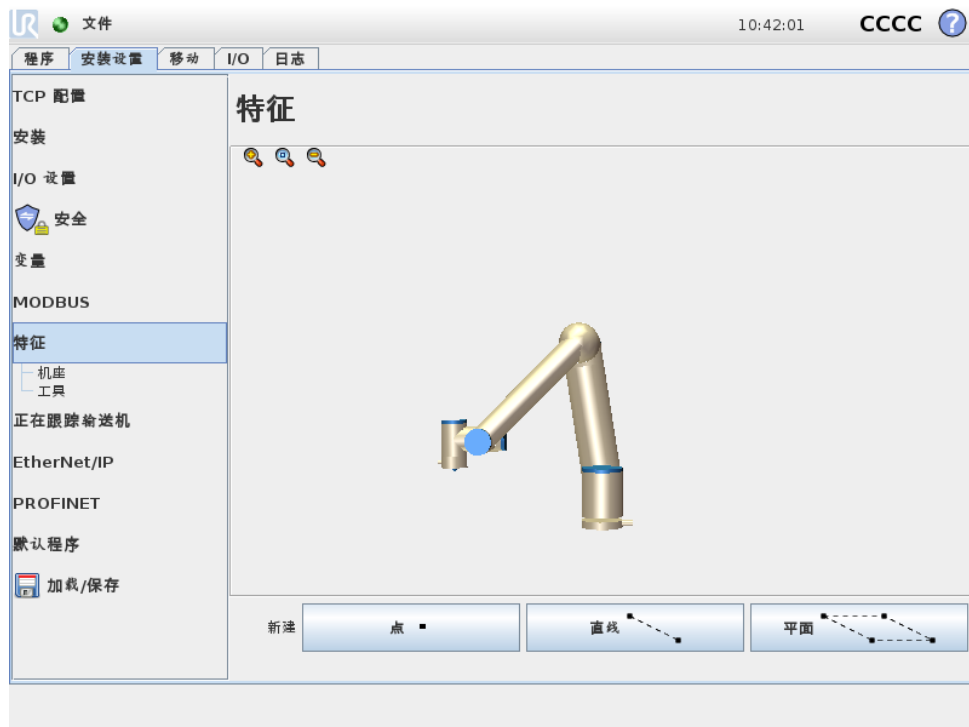 UR 文件 10:42:01 CCCC ?
程序 安装设置 移动 I/O 日志
TCP 配置
安装
I/O 设置
安全
变量
MODBUS
特征
机座
工具
正在跟踪输送机
EtherNet/IP
PROFINET
默认程序
加载/保存
特征
新建 点 直线 平面